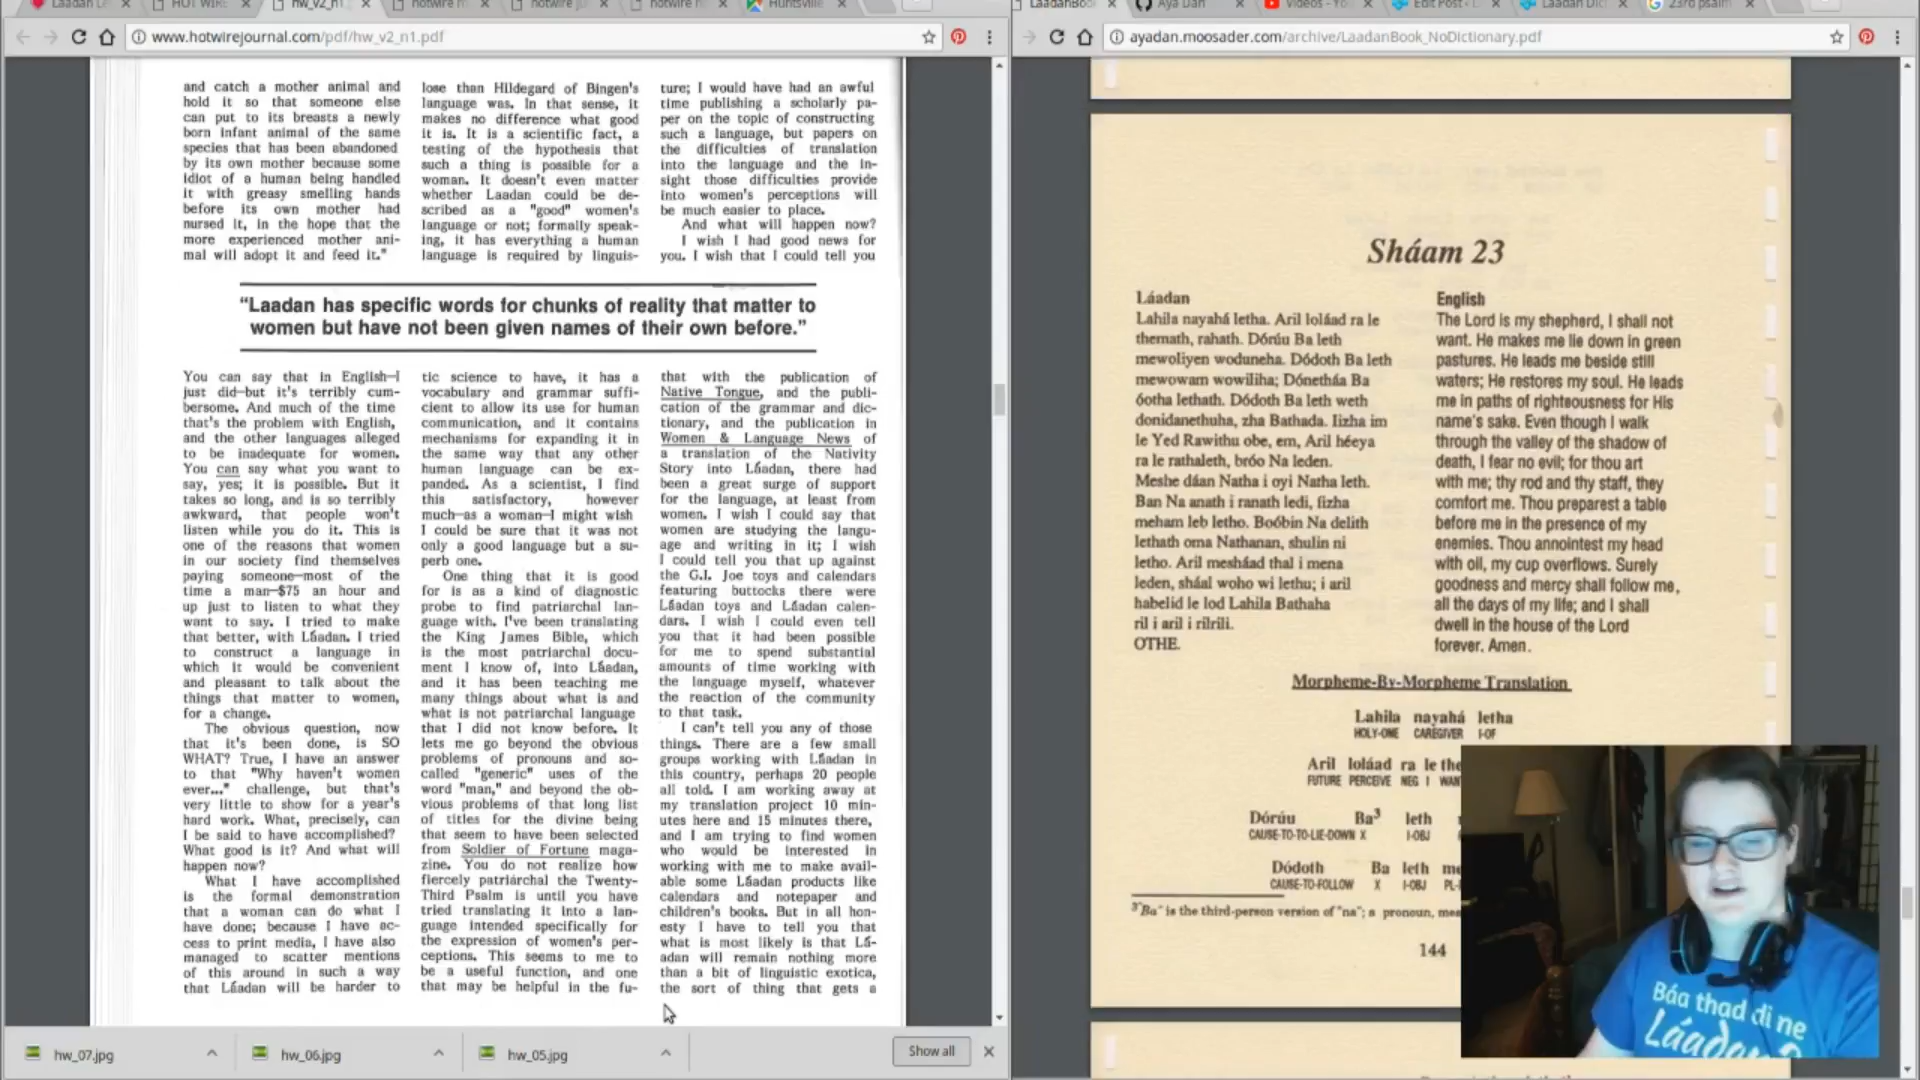 Laadan
HOT WIRE
hw_v2_n1
hotwire
hotwire
hotwire
Huntsville
www.hotwirejournal.com/pdf/hw_v2_n1.pdf
and catch a mother animal and
hold it so that someone else
can put to its breasts a newly
born infant animal of the same
species that has been abandoned
by its own mother because some
idiot of a human being handled
it with greasy smelling hands
before its own mother had
nursed it, in the hope that the
more experienced mother ani-
mal will adopt it and feed it."
lose than Hildegard of Bingen's
language was. In that sense, it
makes no difference what good
it is. It is a scientific fact, a
testing of the hypothesis that
such a thing is possible for a
woman. It doesn't even matter
whether Laadan could be de-
scribed as a "good" women's
language or not; formally speak-
ing, it has everything a human
language is required by linguis-
ture; I would have had an awful
time publishing a scholarly pa-
per on the topic of constructing
such a language, but papers on
the difficulties of translation
into the language and the in-
sight those difficulties provide
into women's perceptions will
be much easier to place.
And what will happen now?
I wish I had good news for
you. I wish that I could tell you
“Laadan has specific words for chunks of reality that matter to
women but have not been given names of their own before.”
You can say that in English—I
just did—but it's terribly cum-
bersome. And much of the time
that's the problem with English,
and the other languages alleged
to be inadequate for women.
You can say what you want to
say, yes; it is possible. But it
takes so long, and is so terribly
awkward, that people won't
listen while you do it. This is
one of the reasons that women
in our society find themselves
paying someone—most of the
time a man—$75 an hour and
up just to listen to what they
want to say. I tried to make
that better, with Láadan. I tried
to construct a language in
which it would be convenient
and pleasant to talk about the
things that matter to women,
for a change.
The obvious question, now
that it's been done, is SO
WHAT? True, I have an answer
to that "Why haven't women
ever..." challenge, but that's
very little to show for a year's
hard work. What, precisely, can
I be said to have accomplished?
What good is it? And what will
happen now?
What I have accomplished
is the formal demonstration
that a woman can do what I
have done; because I have ac-
cess to print media, I have also
managed to scatter mentions
of this around in such a way
that Láadan will be harder to
tic science to have, it has a
vocabulary and grammar suffi-
cient to allow its use for human
communication, and it contains
mechanisms for expanding it in
the same way that any other
human language can be ex-
panded. As a scientist, I find
this satisfactory, however
much—as a woman—I might wish
I could be sure that it was not
only a good language but a su-
perb one.
One thing that it is good
for is as a kind of diagnostic
probe to find patriarchal lan-
guage with. I've been translating
the King James Bible, which
is the most patriarchal docu-
ment I know of, into Láadan,
and it has been teaching me
many things about what is and
what is not patriarchal language
that I did not know before. It
lets me go beyond the obvious
problems of pronouns and so-
called "generic" uses of the
word "man," and beyond the ob-
vious problems of that long list
of titles for the divine being
that seem to have been selected
from Soldier of Fortune maga-
zine. You do not realize how
fiercely patriarchal the Twenty-
Third Psalm is until you have
tried translating it into a lan-
guage intended specifically for
the expression of women's per-
ceptions. This seems to me to
be a useful function, and one
that may be helpful in the fu-
that with the publication of
Native Tongue, and the publi-
cation of the grammar and dic-
tionary, and the publication in
Women & Language News of
a translation of the Nativity
Story into Láadan, there had
been a great surge of support
for the language, at least from
women. I wish I could say that
women are studying the langu-
age and writing in it; I wish
I could tell you that up against
the G.I. Joe toys and calendars
featuring buttocks there were
Láadan toys and Láadan calen-
dars. I wish I could even tell
you that it had been possible
for me to spend substantial
amounts of time working with
the language myself, whatever
the reaction of the community
to that task.
I can't tell you any of those
things. There are a few small
groups working with Láadan in
this country, perhaps 20 people
all told. I am working away at
my translation project 10 min-
utes here and 15 minutes there,
and I am trying to find women
who would be interested in
working with me to make avail-
able some Láadan products like
calendars and notepaper and
children's books. But in all hon-
esty I have to tell you that
what is most likely is that Lá-
adan will remain nothing more
than a bit of linguistic exotica,
the sort of thing that gets a
hw_07.jpg
hw_06.jpg
hw_05.jpg
Show all
LaadanBoo
Aya Dan
Videos - Yo
Edit Post
Laadan Dic
23rd psalm
ayadan.moosader.com/archive/LaadanBook_NoDictionary.pdf
Sháam 23
Láadan
Lahila nayahá letha. Aril loláad ra le
themath, rahath. Dórúu Ba leth
mewoliyen woduneha. Dódoth Ba leth
mewowam wowiliha; Dónetháa Ba
óotha lethath. Dódoth Ba leth weth
donidanethuha, zha Bathada. Iizha im
le Yed Rawithu obe, em, Aril héeya
ra le rathaleth, bróo Na leden.
Meshe dáan Natha i oyi Natha leth.
Ban Na anath i ranath ledi, íizha
meham leb letho. Boóbin Na delith
lethath oma Nathanan, shulin ni
letho. Aril mesháad thal i mena
leden, sháal woho wi lethu; i aril
habelid le lod Lahila Bathaha
ril i aril i rilrili.
OTHE.
English
The Lord is my shepherd, I shall not
want. He makes me lie down in green
pastures. He leads me beside still
waters; He restores my soul. He leads
me in paths of righteousness for His
name's sake. Even though I walk
through the valley of the shadow of
death, I fear no evil; for thou art
with me; thy rod and thy staff, they
comfort me. Thou preparest a table
before me in the presence of my
enemies. Thou annointest my head
with oil, my cup overflows. Surely
goodness and mercy shall follow me,
all the days of my life; and I shall
dwell in the house of the Lord
forever. Amen.
Morpheme-By-Morpheme Translation
Lahila nayahá letha
HOLY-ONE CAREGIVER I-OF
Aril loláad ra le the
FUTURE PERCEIVE NEG I WAN
Dórúu Ba³ leth
CAUSE-TO-TO-LIE-DOWN X I-OBJ
Dódoth Ba leth me
CAUSE-TO-FOLLOW X I-OBJ PL-
³"Ba" is the third-person version of "na"; a pronoun, mea
144
Báa thad di ne
Láadan?